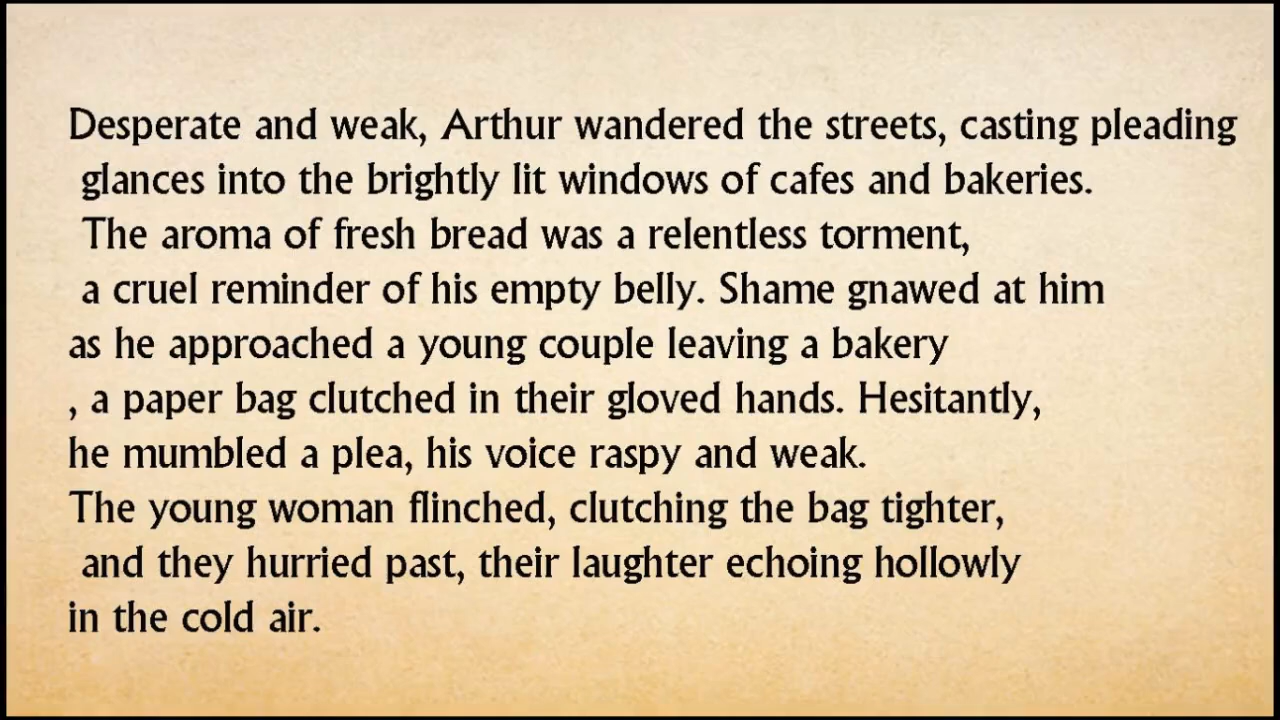 Desperate and weak, Arthur wandered the streets, casting pleading
glances into the brightly lit windows of cafes and bakeries.
The aroma of fresh bread was a relentless torment,
a cruel reminder of his empty belly. Shame gnawed at him
as he approached a young couple leaving a bakery
, a paper bag clutched in their gloved hands. Hesitantly,
he mumbled a plea, his voice raspy and weak.
The young woman flinched, clutching the bag tighter,
and they hurried past, their laughter echoing hollowly
in the cold air.